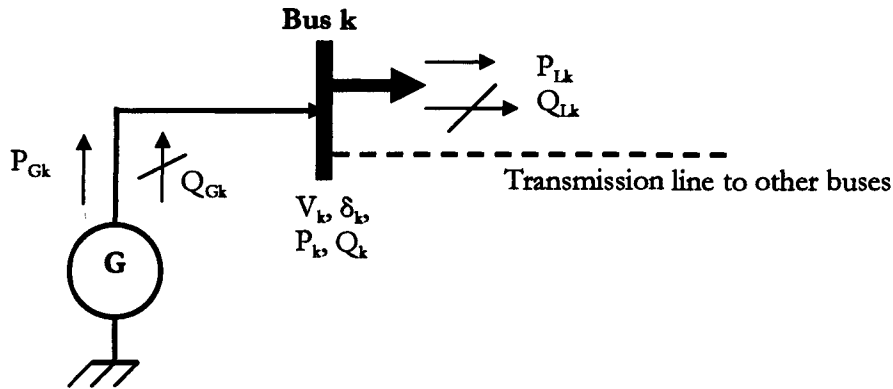 Bus k
P_Lk
Q_Lk
P_Gk
Q_Gk
Transmission line to other buses
V_k, δ_k,
P_k, Q_k
G